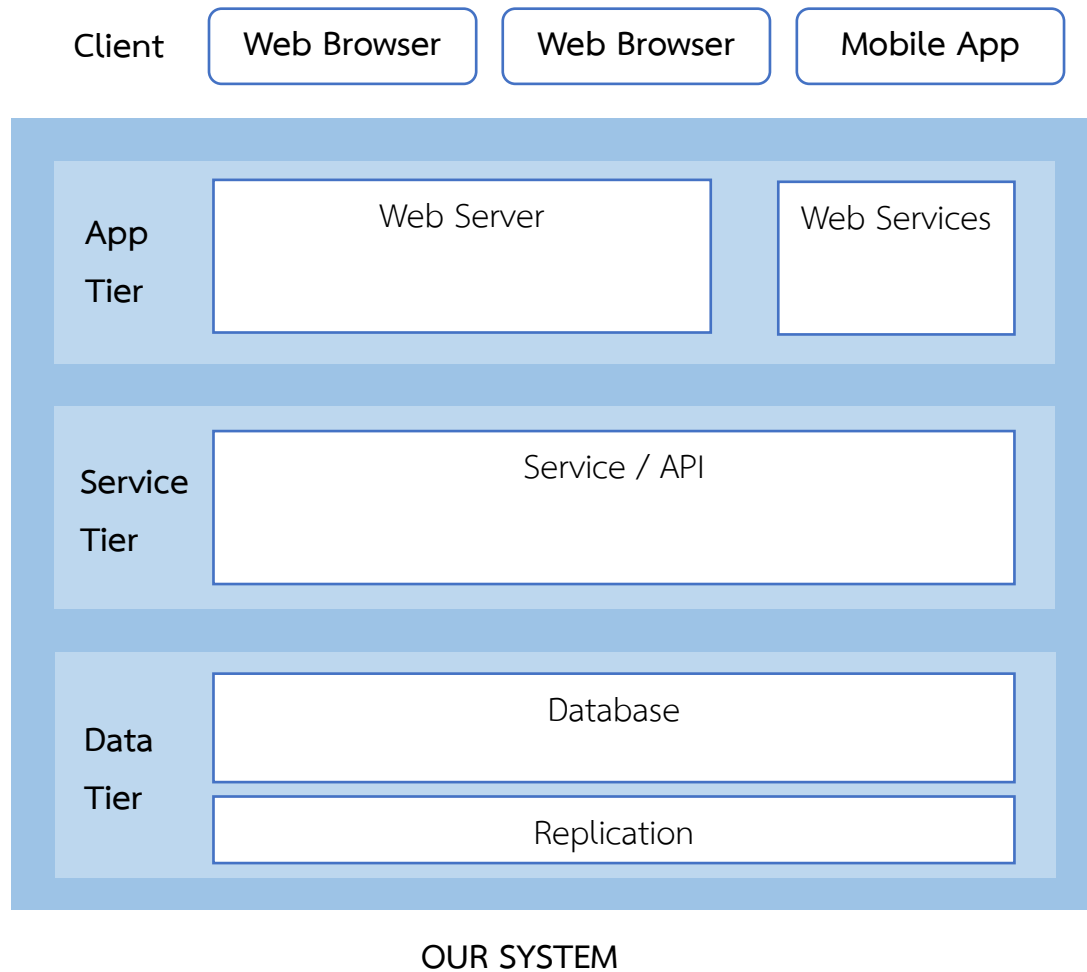 Client
Web Browser
Web Browser
Mobile App
App
Tier
Web Server
Web Services
Service
Tier
Service / API
Data
Tier
Database
Replication
OUR SYSTEM